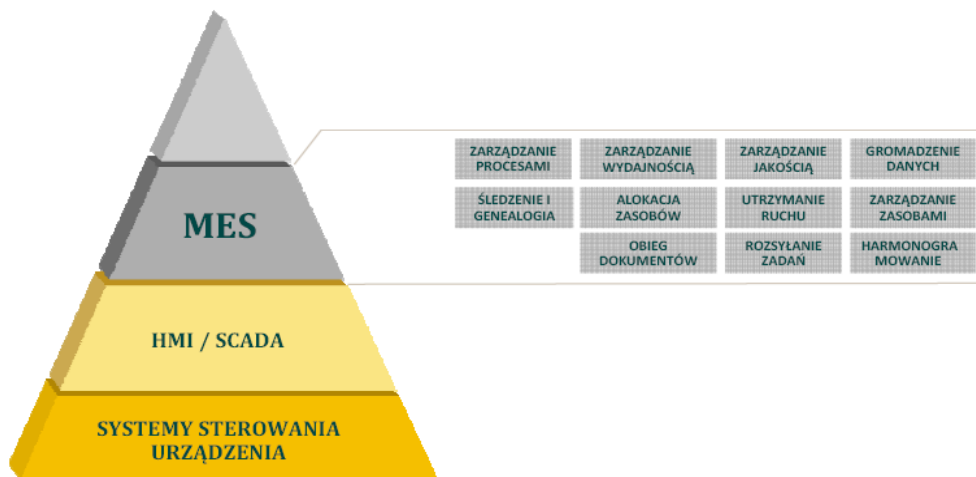 MES
HMI / SCADA
SYSTEMY STEROWANIA
URZĄDZENIA
ZARZĄDZANIE
PROCESAMI
ZARZĄDZANIE
WYDAJNOŚCIĄ
ZARZĄDZANIE
JAKOŚCIĄ
GROMADZENIE
DANYCH
ŚLEDZENIE I
GENEALOGIA
ALOKACJA
ZASOBÓW
UTRZYMANIE
RUCHU
ZARZĄDZANIE
ZASOBAMI
OBIEG
DOKUMENTÓW
ROZSYŁANIE
ZADAŃ
HARMONOGRA
MOWANIE